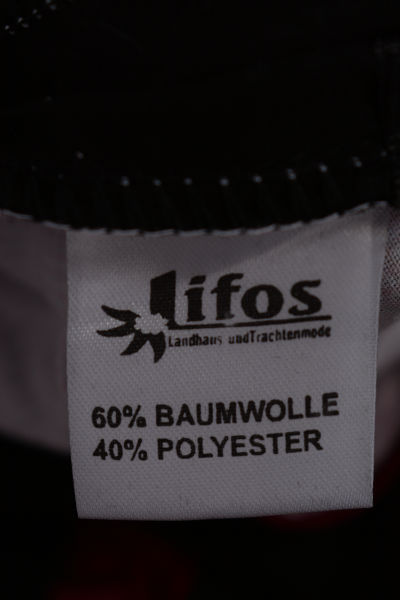 Lifos
Landhaus undTrachtenmode
60% BAUMWOLLE
40% POLYESTER